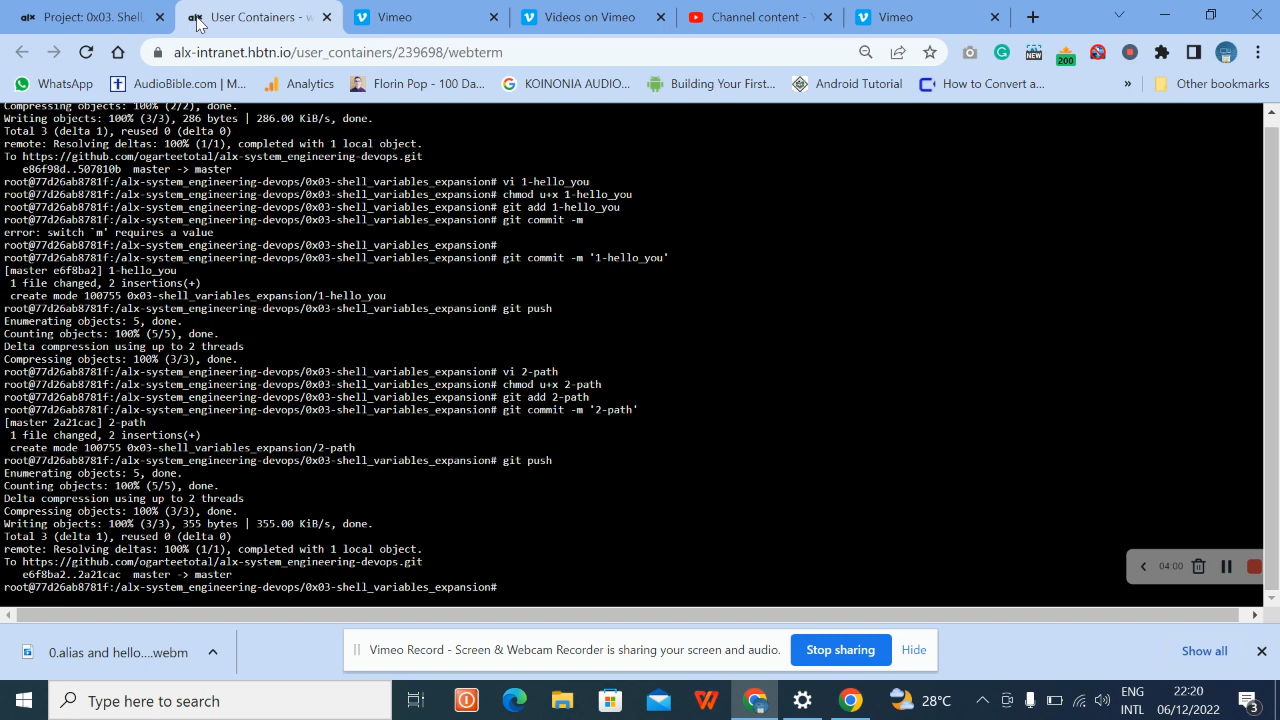 Project: 0x03. Shell.
User Containers - w
Vimeo
Videos on Vimeo
Channel content - Y
Vimeo
alx-intranet.hbtn.io/user_containers/239698/webterm
NEW
200
WhatsApp
AudioBible.com | M...
Analytics
Florin Pop - 100 Da...
KOINONIA AUDIO...
Building Your First...
Android Tutorial
How to Convert a...
»
Other bookmarks
Compressing objects: 100% (2/2), done.
Writing objects: 100% (3/3), 286 bytes | 286.00 KiB/s, done.
Total 3 (delta 1), reused 0 (delta 0)
remote: Resolving deltas: 100% (1/1), completed with 1 local object.
To https://github.com/ogarteetotal/alx-system_engineering-devops.git
e86f98d..507810b master -> master
root@77d26ab8781f:/alx-system_engineering-devops/0x03-shell_variables_expansion# vi 1-hello_you
root@77d26ab8781f:/alx-system_engineering-devops/0x03-shell_variables_expansion# chmod u+x 1-hello_you
root@77d26ab8781f:/alx-system_engineering-devops/0x03-shell_variables_expansion# git add 1-hello_you
root@77d26ab8781f:/alx-system_engineering-devops/0x03-shell_variables_expansion# git commit -m
error: switch `m' requires a value
root@77d26ab8781f:/alx-system_engineering-devops/0x03-shell_variables_expansion#
root@77d26ab8781f:/alx-system_engineering-devops/0x03-shell_variables_expansion# git commit -m '1-hello_you'
[master e6f8ba2] 1-hello_you
1 file changed, 2 insertions(+)
create mode 100755 0x03-shell_variables_expansion/1-hello_you
root@77d26ab8781f:/alx-system_engineering-devops/0x03-shell_variables_expansion# git push
Enumerating objects: 5, done.
Counting objects: 100% (5/5), done.
Delta compression using up to 2 threads
Compressing objects: 100% (3/3), done.
root@77d26ab8781f:/alx-system_engineering-devops/0x03-shell_variables_expansion# vi 2-path
root@77d26ab8781f:/alx-system_engineering-devops/0x03-shell_variables_expansion# chmod u+x 2-path
root@77d26ab8781f:/alx-system_engineering-devops/0x03-shell_variables_expansion# git add 2-path
root@77d26ab8781f:/alx-system_engineering-devops/0x03-shell_variables_expansion# git commit -m '2-path'
[master 2a21cac] 2-path
1 file changed, 2 insertions(+)
create mode 100755 0x03-shell_variables_expansion/2-path
root@77d26ab8781f:/alx-system_engineering-devops/0x03-shell_variables_expansion# git push
Enumerating objects: 5, done.
Counting objects: 100% (5/5), done.
Delta compression using up to 2 threads
Compressing objects: 100% (3/3), done.
Writing objects: 100% (3/3), 355 bytes | 355.00 KiB/s, done.
Total 3 (delta 1), reused 0 (delta 0)
remote: Resolving deltas: 100% (1/1), completed with 1 local object.
To https://github.com/ogarteetotal/alx-system_engineering-devops.git
e6f8ba2..2a21cac master -> master
root@77d26ab8781f:/alx-system_engineering-devops/0x03-shell_variables_expansion#
04:00
0.alias and hello....webm
Vimeo Record - Screen & Webcam Recorder is sharing your screen and audio.
Stop sharing
Hide
Show all
Type here to search
28°C
ENG
INTL
22:20
06/12/2022
3